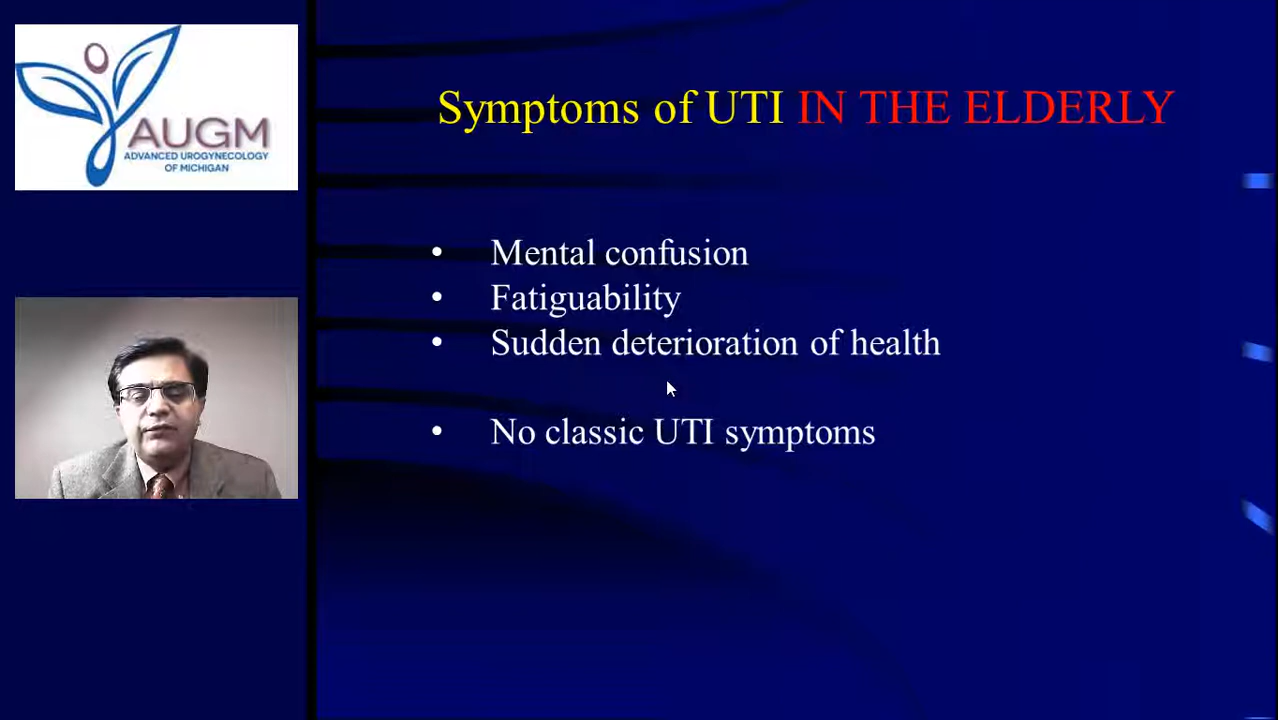 AUGM
ADVANCED UROGYNECOLOGY
OF MICHIGAN
Symptoms of UTI IN THE ELDERLY
• Mental confusion
• Fatiguability
• Sudden deterioration of health
• No classic UTI symptoms